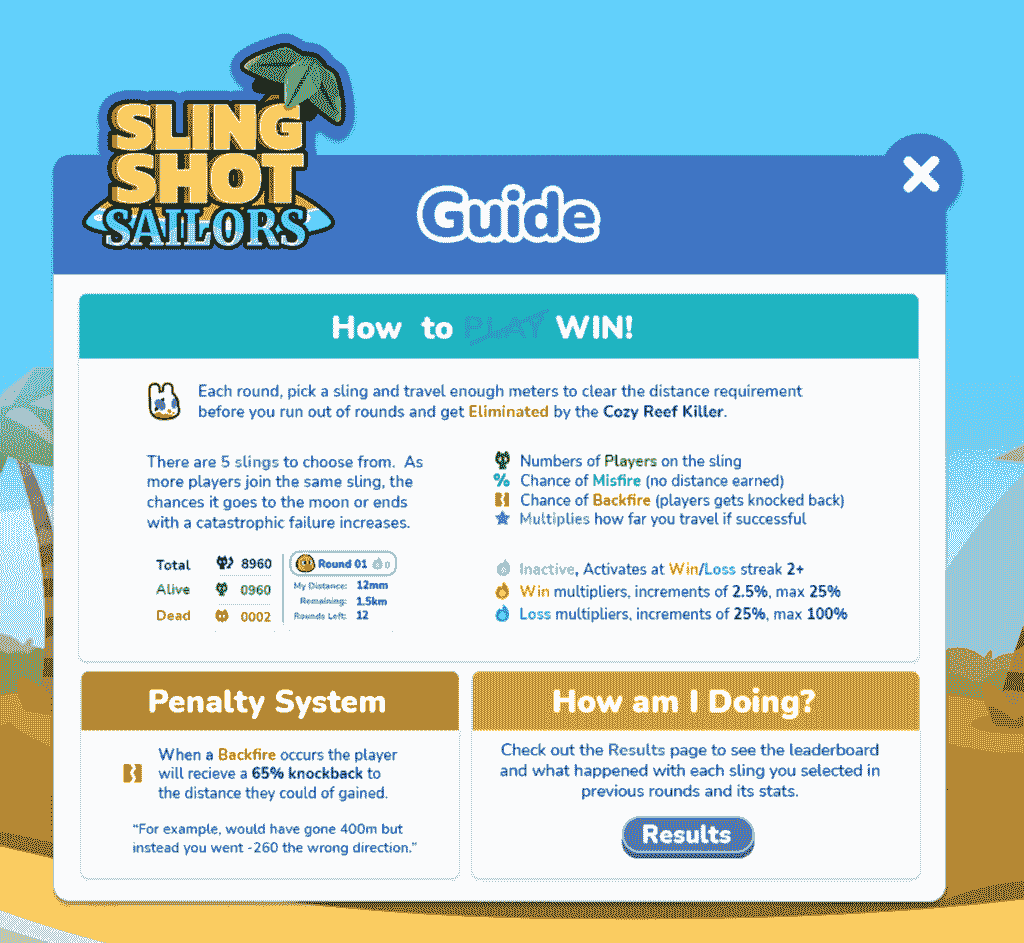 SLING
SHOT
SAILORS
Guide
How to PLAY WIN!
Each round, pick a sling and travel enough meters to clear the distance requirement
before you run out of rounds and get Eliminated by the Cozy Reef Killer.
There are 5 slings to choose from. As
more players join the same sling, the
chances it goes to the moon or ends
with a catastrophic failure increases.
Numbers of Players on the sling
% Chance of Misfire (no distance earned)
Chance of Backfire (players gets knocked back)
Multiplies how far you travel if successful
Total 8960
Alive 0960
Dead 0002
Round 01 0
My Distance: 12mm
Remaining: 1.5km
Rounds Left: 12
Inactive, Activates at Win/Loss streak 2+
Win multipliers, increments of 2.5%, max 25%
Loss multipliers, increments of 25%, max 100%
Penalty System
When a Backfire occurs the player
will recieve a 65% knockback to
the distance they could of gained.
"For example, would have gone 400m but
instead you went -260 the wrong direction."
How am I Doing?
Check out the Results page to see the leaderboard
and what happened with each sling you selected in
previous rounds and its stats.
Results